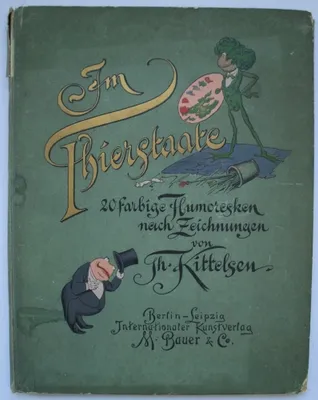 Im
Thierstaate
20 farbige Humoresken
nach Zeichnungen
von
Th. Kittelsen
Berlin-Leipzig
Internationaler Kunstverlag
M. Bauer & Co.